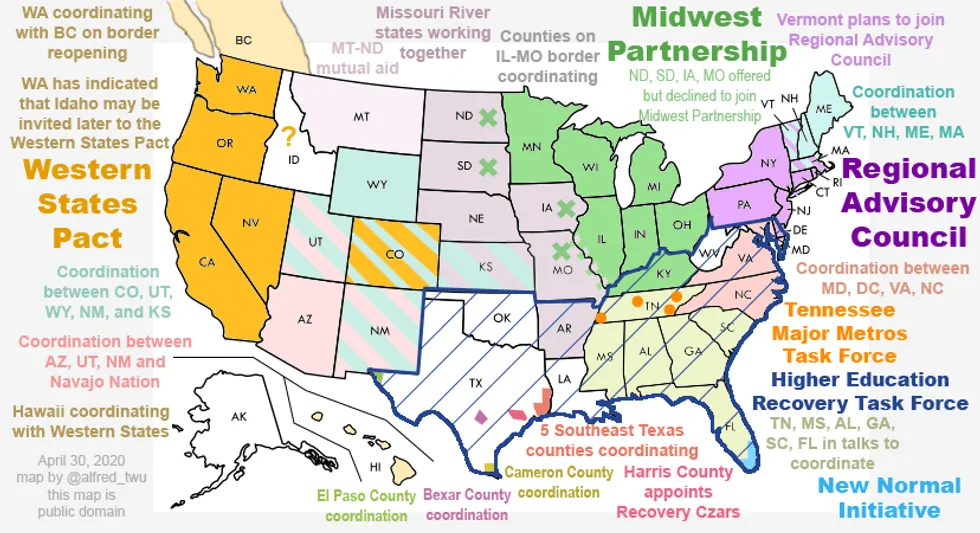 WA coordinating
with BC on border
reopening
WA has indicated
that Idaho may be
invited later to the
Western States Pact
Western
States
Pact
Coordination
between CO, UT,
WY, NM, and KS
Coordination between
AZ, UT, NM and
Navajo Nation
Hawaii coordinating
with Western States
April 30, 2020
map by @alfred_twu
this map is
public domain
BC
MT-ND
mutual aid
Missouri River
states working
together
Counties on
IL-MO border
coordinating
Midwest
Partnership
ND, SD, IA, MO offered
but declined to join
Midwest Partnership
Vermont plans to join
Regional Advisory
Council
Coordination
between
VT, NH, ME, MA
Regional
Advisory
Council
Coordination between
MD, DC, VA, NC
Tennessee
Major Metros
Task Force
Higher Education
Recovery Task Force
TN, MS, AL, GA,
SC, FL in talks to
coordinate
New Normal
Initiative
WA
OR
?
ID
MT
ND
SD
MN
WI
MI
VT
NH
ME
MA
RI
CT
NY
PA
NJ
DE
MD
CA
NV
UT
WY
CO
NE
KS
IA
MO
IL
IN
OH
WV
VA
KY
NC
TN
SC
AZ
NM
OK
AR
TX
LA
MS
AL
GA
FL
AK
HI
5 Southeast Texas
counties coordinating
El Paso County
coordination
Bexar County
coordination
Cameron County
coordination
Harris County
appoints
Recovery Czars